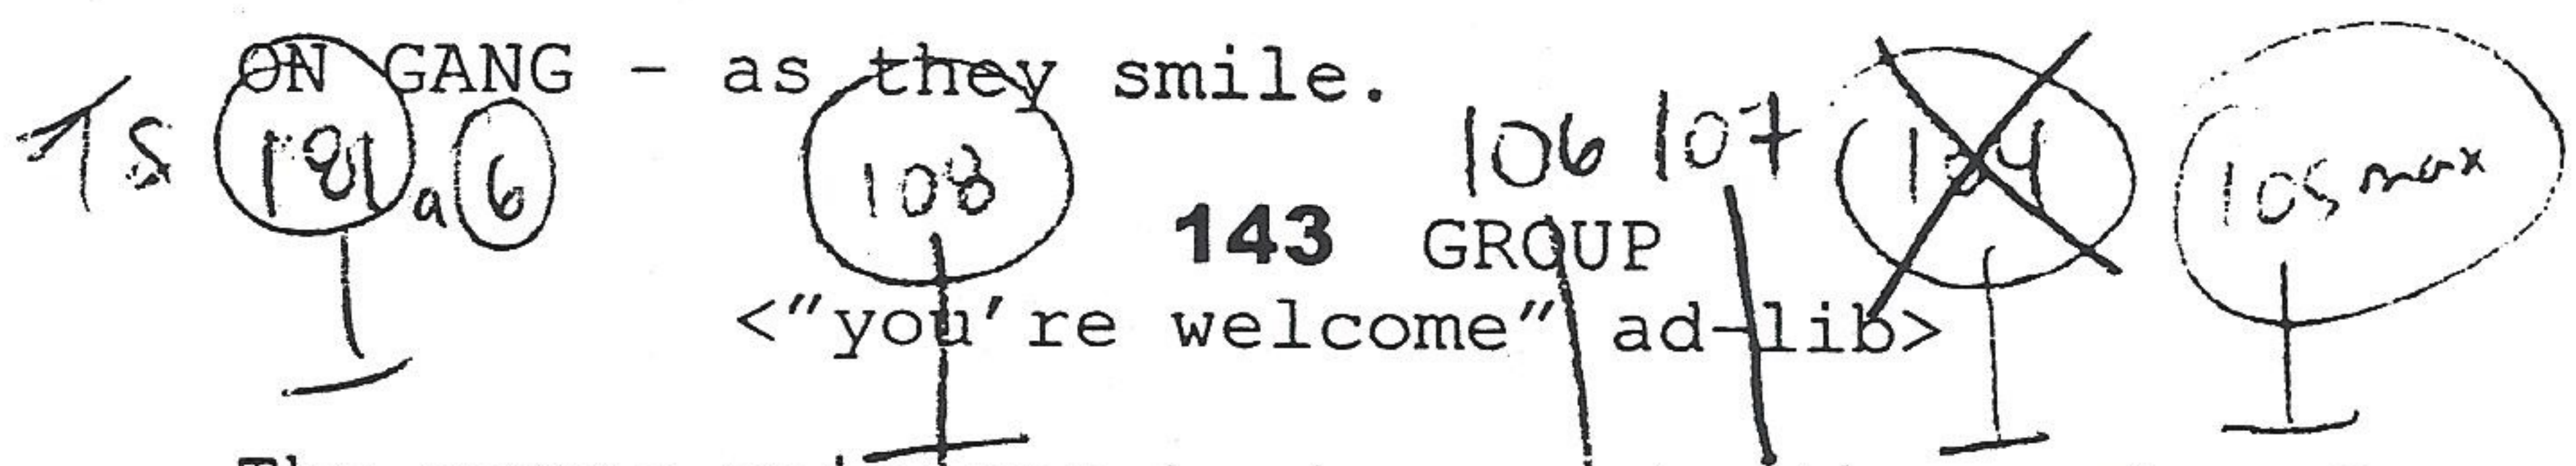 ON GANG - as they smile.
181 a 6 108 106 107 104 105 max
143 GROUP
<"you're welcome" ad-lib>